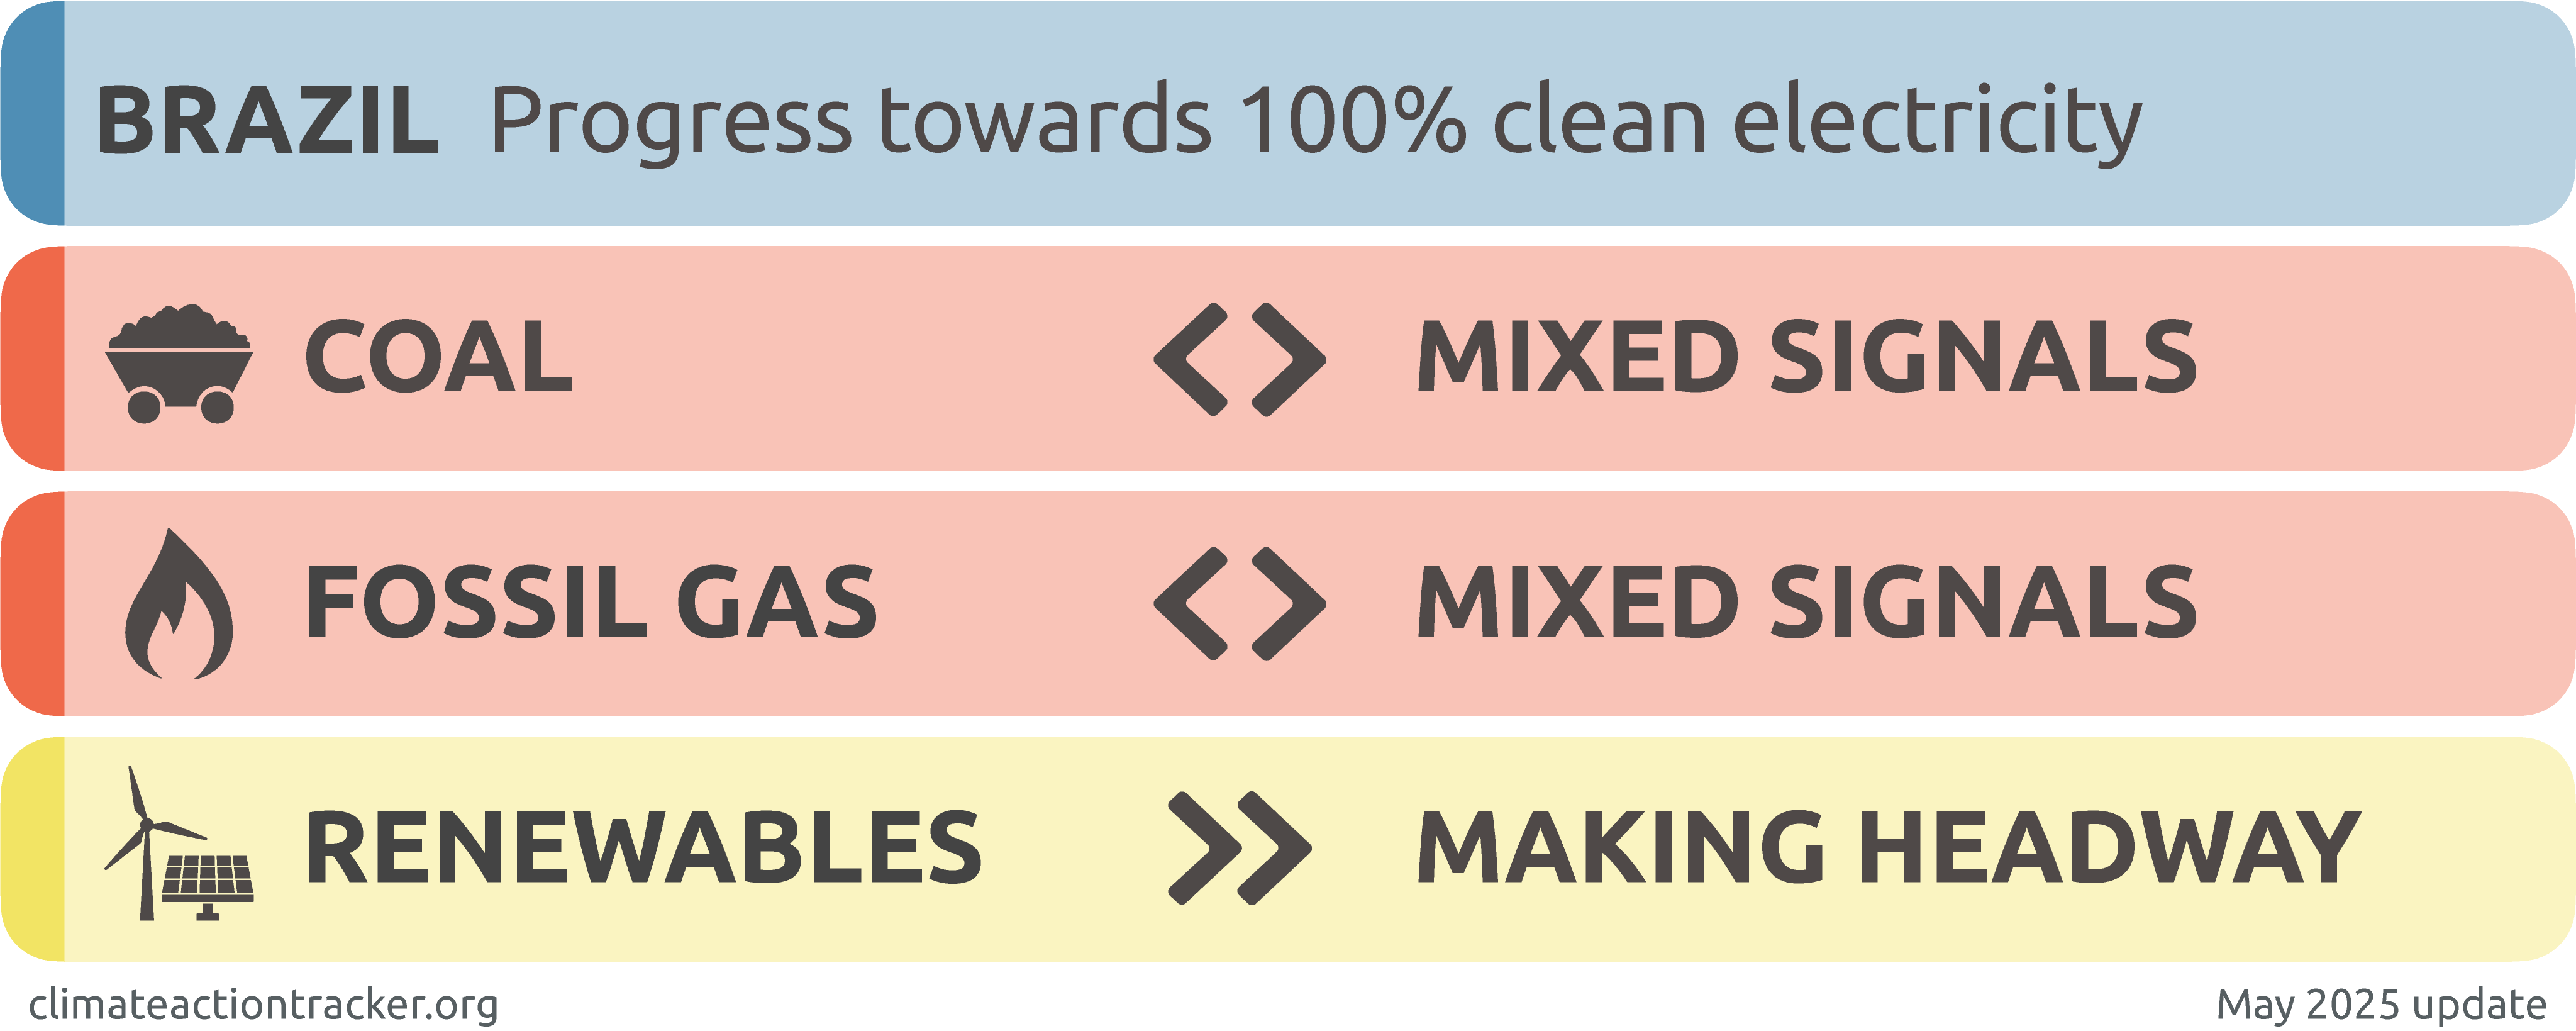 BRAZIL Progress towards 100% clean electricity
COAL MIXED SIGNALS
FOSSIL GAS MIXED SIGNALS
RENEWABLES MAKING HEADWAY
climateactiontracker.org May 2025 update